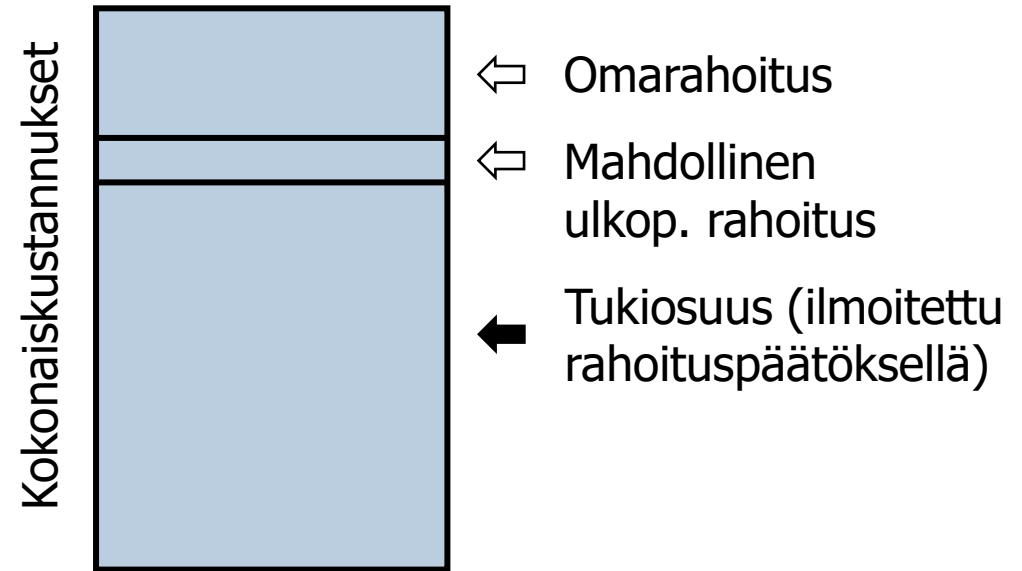 Kokonaiskustannukset
Omarahoitus
Mahdollinen
ulkop. rahoitus
Tukiosuus (ilmoitettu
rahoituspäätöksellä)